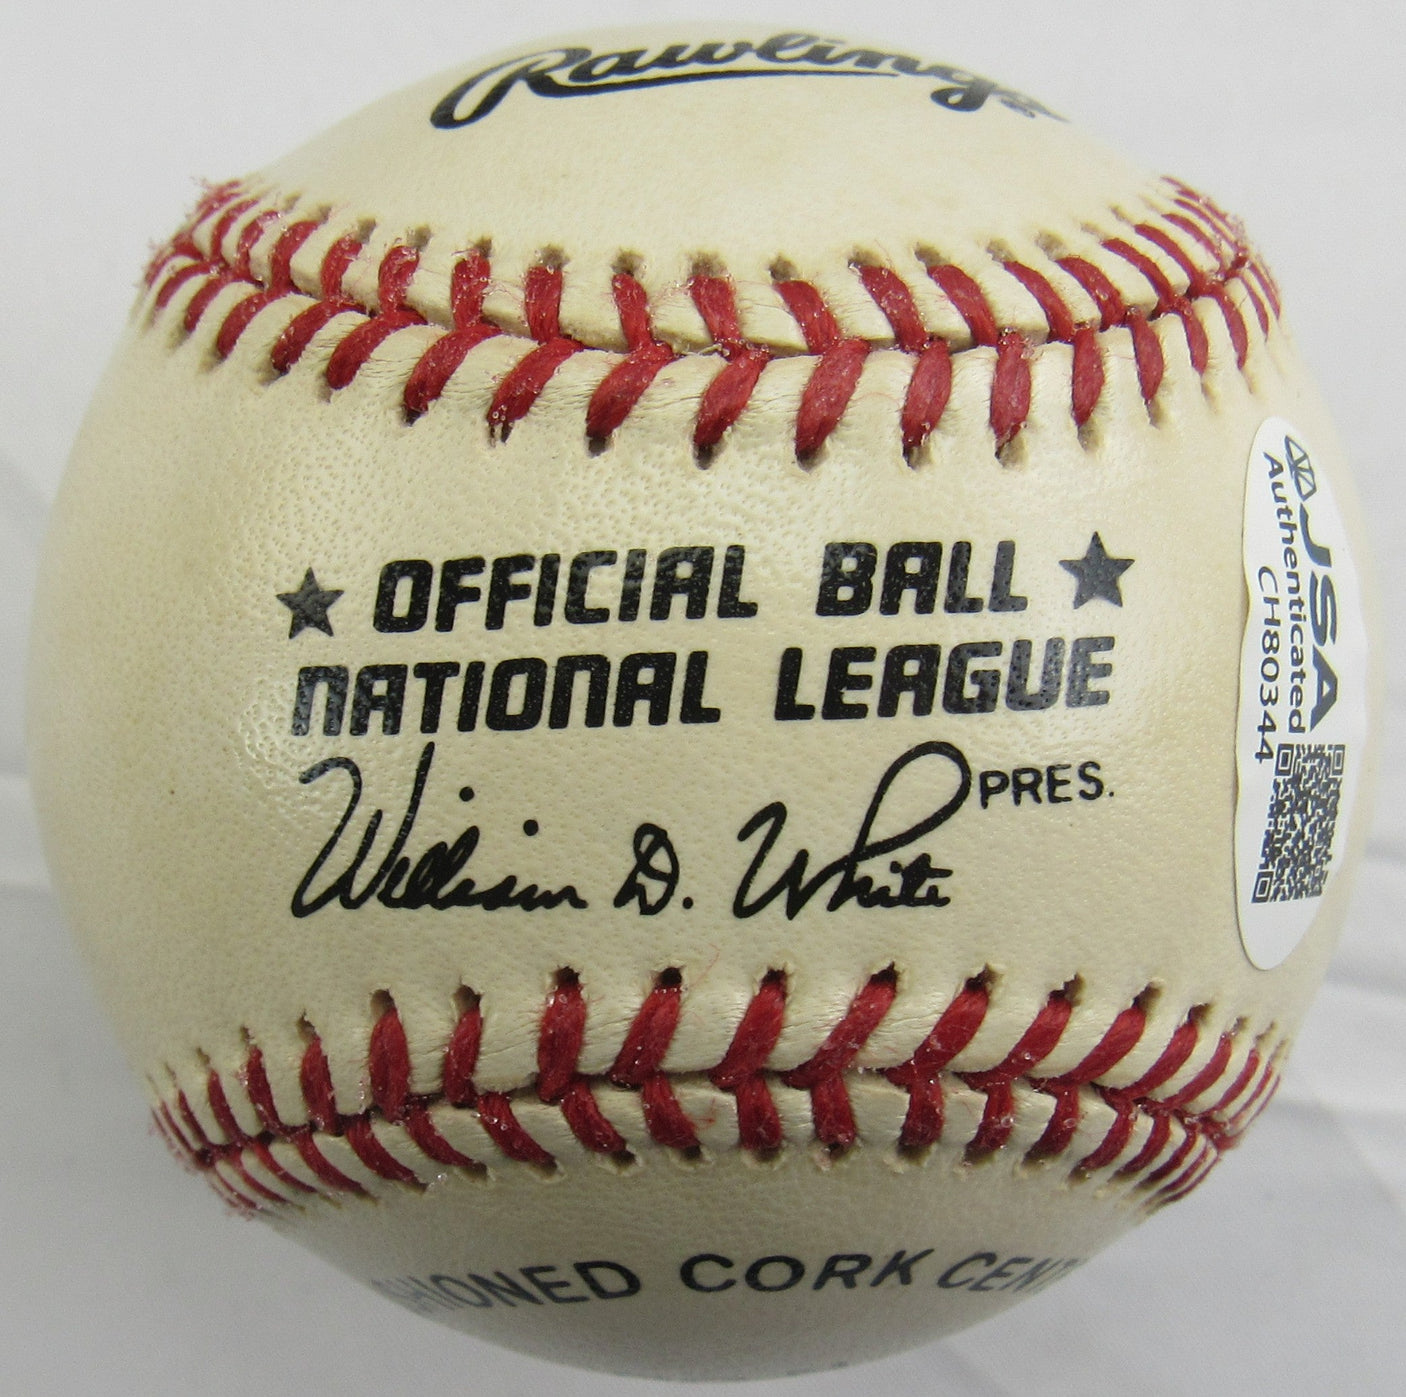 Rawlings
OFFICIAL BALL
NATIONAL LEAGUE
William D. White PRES.
CORK
JSA
Authenticated
CH80344